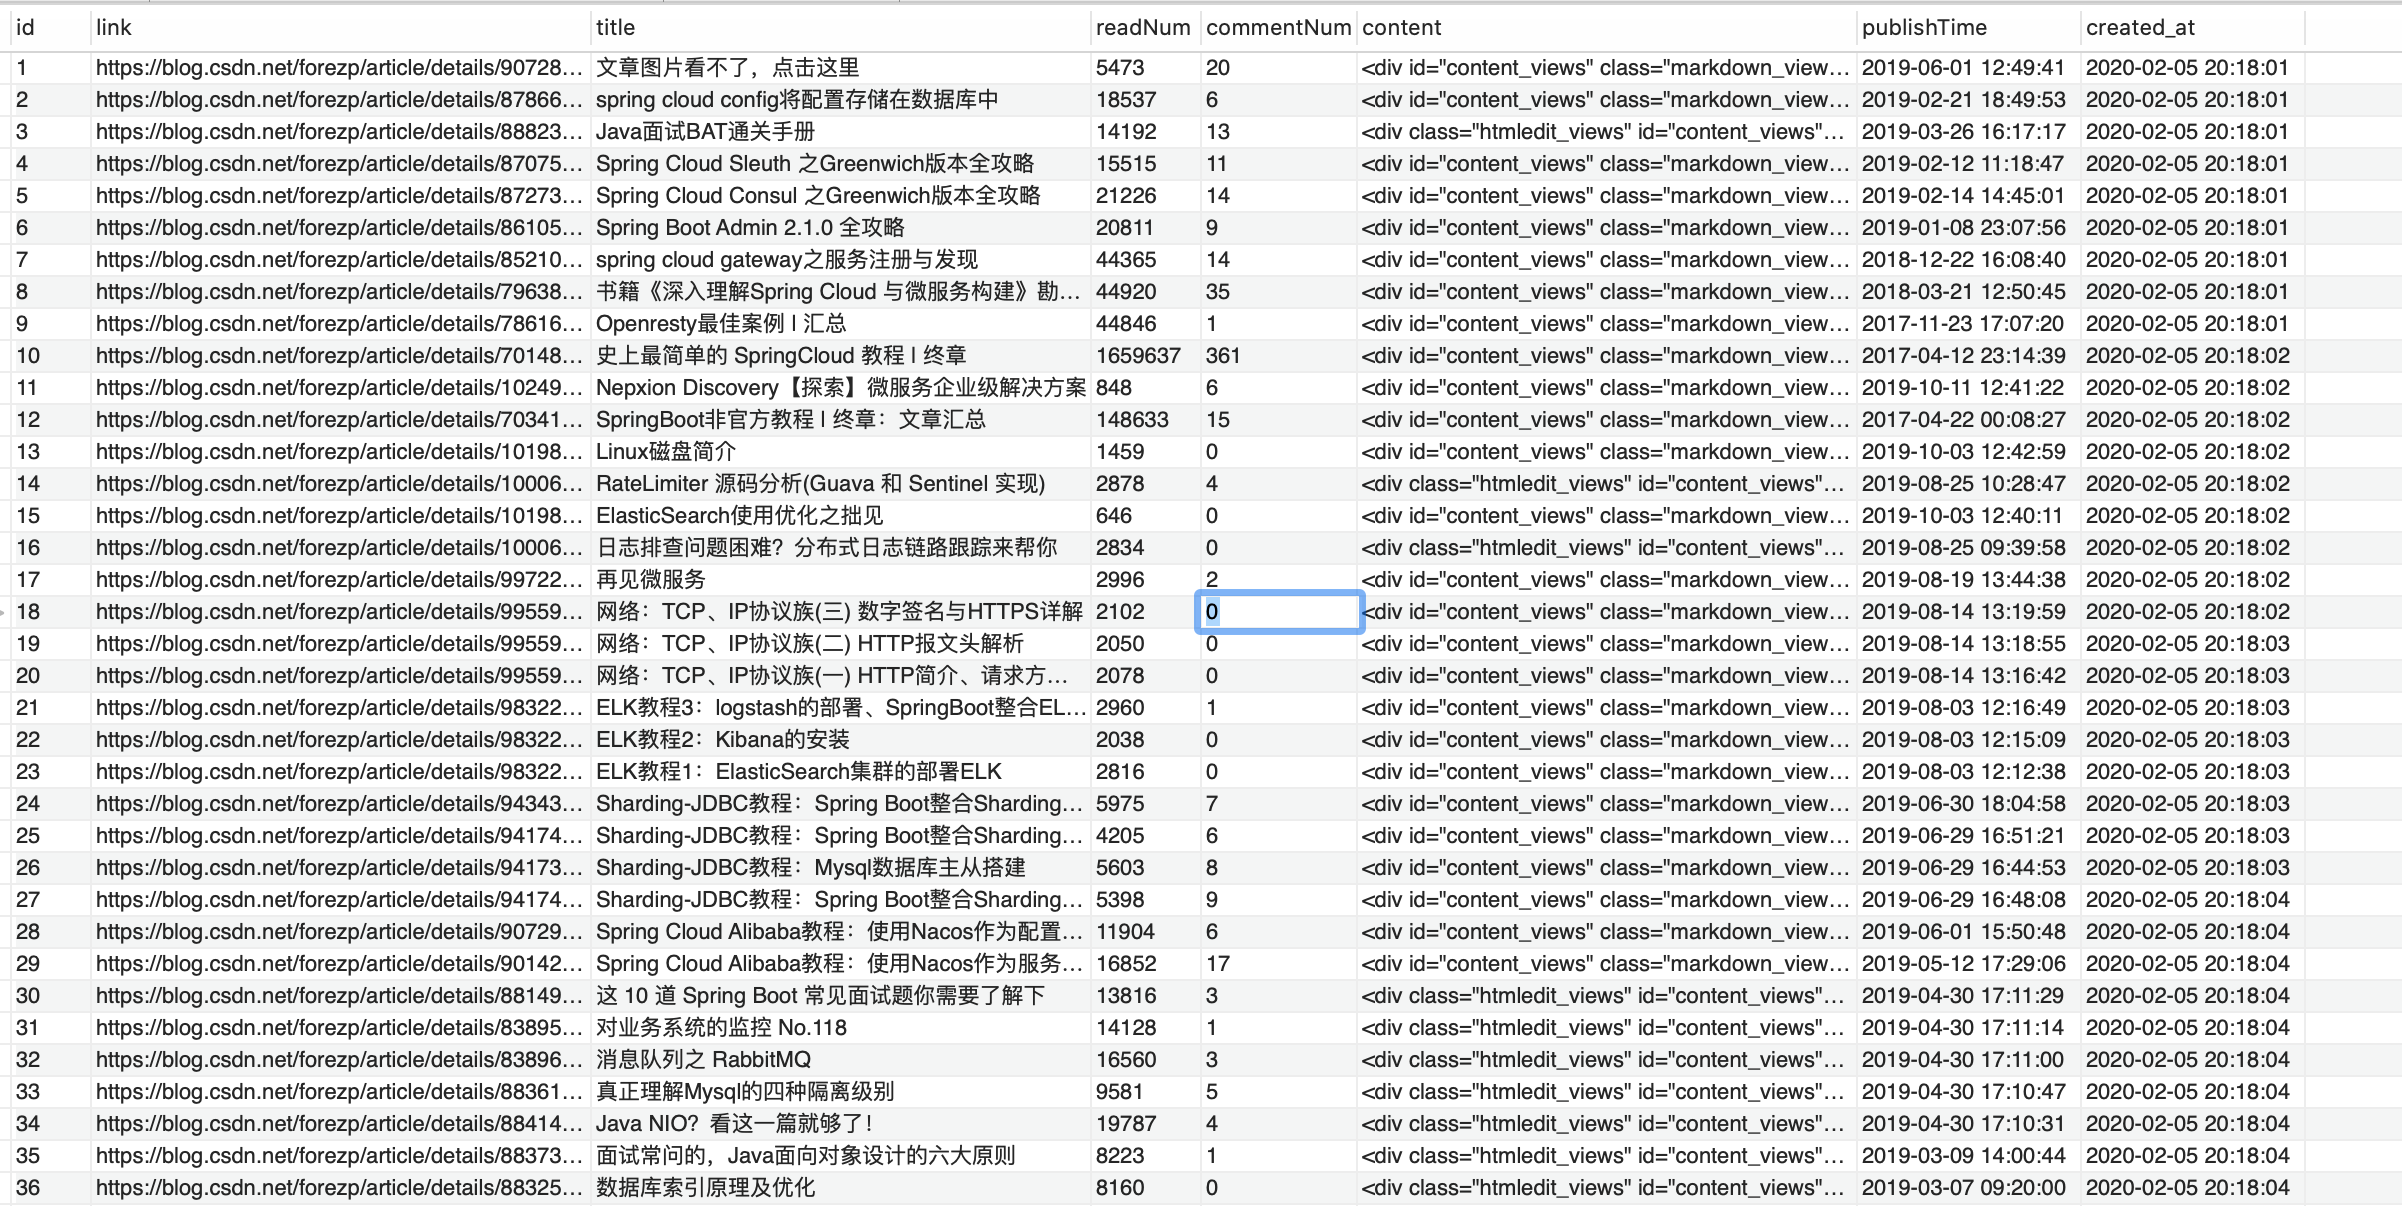 id link title readNum commentNum content publishTime created_at
1 https://blog.csdn.net/forezp/article/details/90728... 文章图片看不了，点击这里 5473 20 <div id="content_views" class="markdown_view... 2019-06-01 12:49:41 2020-02-05 20:18:01
2 https://blog.csdn.net/forezp/article/details/87866... spring cloud config将配置存储在数据库中 18537 6 <div id="content_views" class="markdown_view... 2019-02-21 18:49:53 2020-02-05 20:18:01
3 https://blog.csdn.net/forezp/article/details/88823... Java面试BAT通关手册 14192 13 <div class="htmledit_views" id="content_views"... 2019-03-26 16:17:17 2020-02-05 20:18:01
4 https://blog.csdn.net/forezp/article/details/87075... Spring Cloud Sleuth 之Greenwich版本全攻略 15515 11 <div id="content_views" class="markdown_view... 2019-02-12 11:18:47 2020-02-05 20:18:01
5 https://blog.csdn.net/forezp/article/details/87273... Spring Cloud Consul 之Greenwich版本全攻略 21226 14 <div id="content_views" class="markdown_view... 2019-02-14 14:45:01 2020-02-05 20:18:01
6 https://blog.csdn.net/forezp/article/details/86105... Spring Boot Admin 2.1.0 全攻略 20811 9 <div id="content_views" class="markdown_view... 2019-01-08 23:07:56 2020-02-05 20:18:01
7 https://blog.csdn.net/forezp/article/details/85210... spring cloud gateway之服务注册与发现 44365 14 <div id="content_views" class="markdown_view... 2018-12-22 16:08:40 2020-02-05 20:18:01
8 https://blog.csdn.net/forezp/article/details/79638... 书籍《深入理解Spring Cloud 与微服务构建》勘... 44920 35 <div id="content_views" class="markdown_view... 2018-03-21 12:50:45 2020-02-05 20:18:01
9 https://blog.csdn.net/forezp/article/details/78616... Openresty最佳案例 | 汇总 44846 1 <div id="content_views" class="markdown_view... 2017-11-23 17:07:20 2020-02-05 20:18:01
10 https://blog.csdn.net/forezp/article/details/70148... 史上最简单的 SpringCloud 教程 | 终章 1659637 361 <div id="content_views" class="markdown_view... 2017-04-12 23:14:39 2020-02-05 20:18:02
11 https://blog.csdn.net/forezp/article/details/10249... Nepxion Discovery【探索】微服务企业级解决方案 848 6 <div id="content_views" class="markdown_view... 2019-10-11 12:41:22 2020-02-05 20:18:02
12 https://blog.csdn.net/forezp/article/details/70341... SpringBoot非官方教程 | 终章：文章汇总 148633 15 <div id="content_views" class="markdown_view... 2017-04-22 00:08:27 2020-02-05 20:18:02
13 https://blog.csdn.net/forezp/article/details/10198... Linux磁盘简介 1459 0 <div id="content_views" class="markdown_view... 2019-10-03 12:42:59 2020-02-05 20:18:02
14 https://blog.csdn.net/forezp/article/details/10006... RateLimiter 源码分析(Guava 和 Sentinel 实现) 2878 4 <div class="htmledit_views" id="content_views"... 2019-08-25 10:28:47 2020-02-05 20:18:02
15 https://blog.csdn.net/forezp/article/details/10198... ElasticSearch使用优化之拙见 646 0 <div id="content_views" class="markdown_view... 2019-10-03 12:40:11 2020-02-05 20:18:02
16 https://blog.csdn.net/forezp/article/details/10006... 日志排查问题困难？分布式日志链路跟踪来帮你 2834 0 <div class="htmledit_views" id="content_views"... 2019-08-25 09:39:58 2020-02-05 20:18:02
17 https://blog.csdn.net/forezp/article/details/99722... 再见微服务 2996 2 <div id="content_views" class="markdown_view... 2019-08-19 13:44:38 2020-02-05 20:18:02
18 https://blog.csdn.net/forezp/article/details/99559... 网络：TCP、IP协议族(三) 数字签名与HTTPS详解 2102 0 <div id="content_views" class="markdown_view... 2019-08-14 13:19:59 2020-02-05 20:18:02
19 https://blog.csdn.net/forezp/article/details/99559... 网络：TCP、IP协议族(二) HTTP报文头解析 2050 0 <div id="content_views" class="markdown_view... 2019-08-14 13:18:55 2020-02-05 20:18:03
20 https://blog.csdn.net/forezp/article/details/99559... 网络：TCP、IP协议族(一) HTTP简介、请求方... 2078 0 <div id="content_views" class="markdown_view... 2019-08-14 13:16:42 2020-02-05 20:18:03
21 https://blog.csdn.net/forezp/article/details/98322... ELK教程3：logstash的部署、SpringBoot整合EL... 2960 1 <div id="content_views" class="markdown_view... 2019-08-03 12:16:49 2020-02-05 20:18:03
22 https://blog.csdn.net/forezp/article/details/98322... ELK教程2：Kibana的安装 2038 0 <div id="content_views" class="markdown_view... 2019-08-03 12:15:09 2020-02-05 20:18:03
23 https://blog.csdn.net/forezp/article/details/98322... ELK教程1：ElasticSearch集群的部署ELK 2816 0 <div id="content_views" class="markdown_view... 2019-08-03 12:12:38 2020-02-05 20:18:03
24 https://blog.csdn.net/forezp/article/details/94343... Sharding-JDBC教程：Spring Boot整合Sharding... 5975 7 <div id="content_views" class="markdown_view... 2019-06-30 18:04:58 2020-02-05 20:18:03
25 https://blog.csdn.net/forezp/article/details/94174... Sharding-JDBC教程：Spring Boot整合Sharding... 4205 6 <div id="content_views" class="markdown_view... 2019-06-29 16:51:21 2020-02-05 20:18:03
26 https://blog.csdn.net/forezp/article/details/94173... Sharding-JDBC教程：Mysql数据库主从搭建 5603 8 <div id="content_views" class="markdown_view... 2019-06-29 16:44:53 2020-02-05 20:18:03
27 https://blog.csdn.net/forezp/article/details/94174... Sharding-JDBC教程：Spring Boot整合Sharding... 5398 9 <div id="content_views" class="markdown_view... 2019-06-29 16:48:08 2020-02-05 20:18:04
28 https://blog.csdn.net/forezp/article/details/90729... Spring Cloud Alibaba教程：使用Nacos作为配置... 11904 6 <div id="content_views" class="markdown_view... 2019-06-01 15:50:48 2020-02-05 20:18:04
29 https://blog.csdn.net/forezp/article/details/90142... Spring Cloud Alibaba教程：使用Nacos作为服务... 16852 17 <div id="content_views" class="markdown_view... 2019-05-12 17:29:06 2020-02-05 20:18:04
30 https://blog.csdn.net/forezp/article/details/88149... 这 10 道 Spring Boot 常见面试题你需要了解下 13816 3 <div class="htmledit_views" id="content_views"... 2019-04-30 17:11:29 2020-02-05 20:18:04
31 https://blog.csdn.net/forezp/article/details/83895... 对业务系统的监控 No.118 14128 1 <div class="htmledit_views" id="content_views"... 2019-04-30 17:11:14 2020-02-05 20:18:04
32 https://blog.csdn.net/forezp/article/details/83896... 消息队列之 RabbitMQ 16560 3 <div class="htmledit_views" id="content_views"... 2019-04-30 17:11:00 2020-02-05 20:18:04
33 https://blog.csdn.net/forezp/article/details/88361... 真正理解Mysql的四种隔离级别 9581 5 <div class="htmledit_views" id="content_views"... 2019-04-30 17:10:47 2020-02-05 20:18:04
34 https://blog.csdn.net/forezp/article/details/88414... Java NIO？看这一篇就够了！ 19787 4 <div class="htmledit_views" id="content_views"... 2019-04-30 17:10:31 2020-02-05 20:18:04
35 https://blog.csdn.net/forezp/article/details/88373... 面试常问的，Java面向对象设计的六大原则 8223 1 <div class="htmledit_views" id="content_views"... 2019-03-09 14:00:44 2020-02-05 20:18:04
36 https://blog.csdn.net/forezp/article/details/88325... 数据库索引原理及优化 8160 0 <div class="htmledit_views" id="content_views"... 2019-03-07 09:20:00 2020-02-05 20:18:04